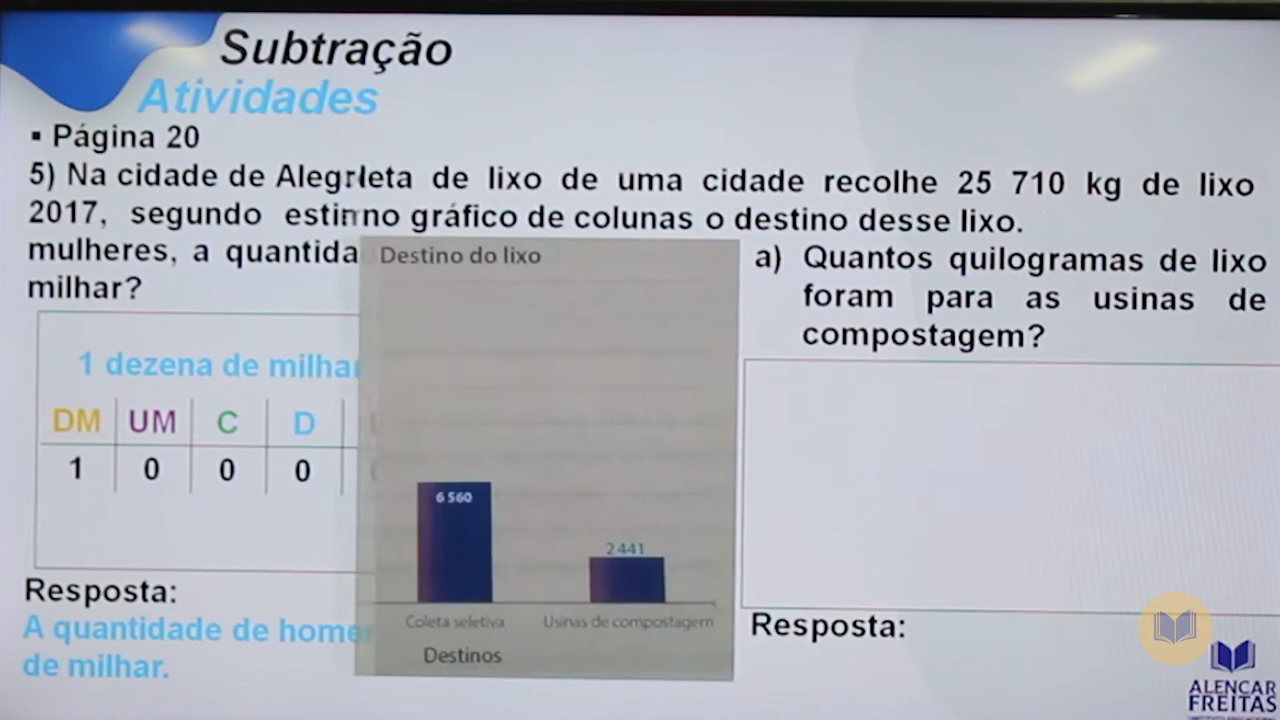 Subtração
Atividades
▪ Página 20
5) Na cidade de Alegr leta de lixo de uma cidade recolhe 25 710 kg de lixo
2017, segundo estim no gráfico de colunas o destino desse lixo.
mulheres, a quantida
milhar?
1 dezena de milhar
DM UM C D
1 0 0 0
Resposta:
A quantidade de home
de milhar.
Destino do lixo
6 560
2 441
Coleta seletiva Usinas de compostagem
Destinos
a) Quantos quilogramas de lixo
foram para as usinas de
compostagem?
Resposta:
ALENCAR
FREITAS